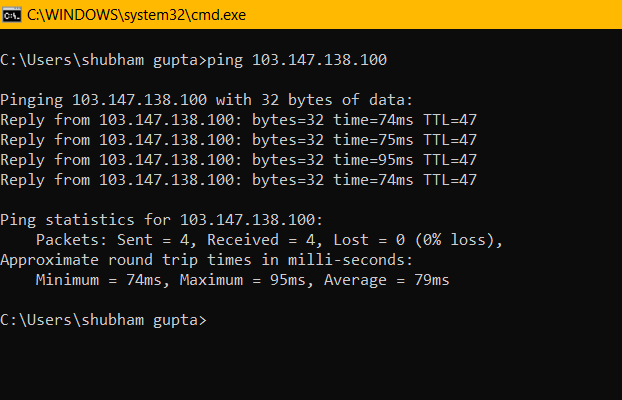 C:\WINDOWS\system32\cmd.exe
C:\Users\shubham gupta>ping 103.147.138.100
Pinging 103.147.138.100 with 32 bytes of data:
Reply from 103.147.138.100: bytes=32 time=74ms TTL=47
Reply from 103.147.138.100: bytes=32 time=75ms TTL=47
Reply from 103.147.138.100: bytes=32 time=95ms TTL=47
Reply from 103.147.138.100: bytes=32 time=74ms TTL=47
Ping statistics for 103.147.138.100:
    Packets: Sent = 4, Received = 4, Lost = 0 (0% loss),
Approximate round trip times in milli-seconds:
    Minimum = 74ms, Maximum = 95ms, Average = 79ms
C:\Users\shubham gupta>